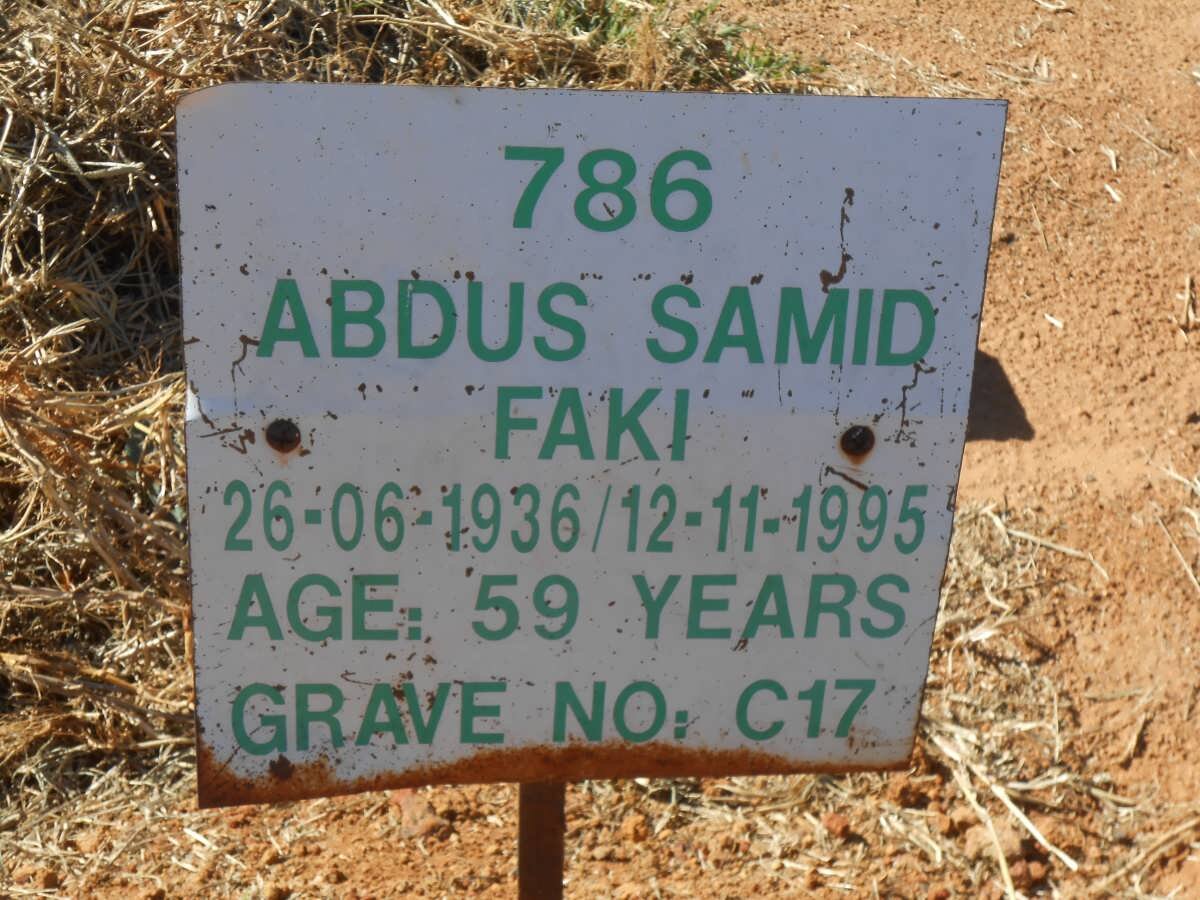 786
ABDUS SAMID
FAKI
26-06-1936/12-11-1995
AGE: 59 YEARS
GRAVE NO: C17